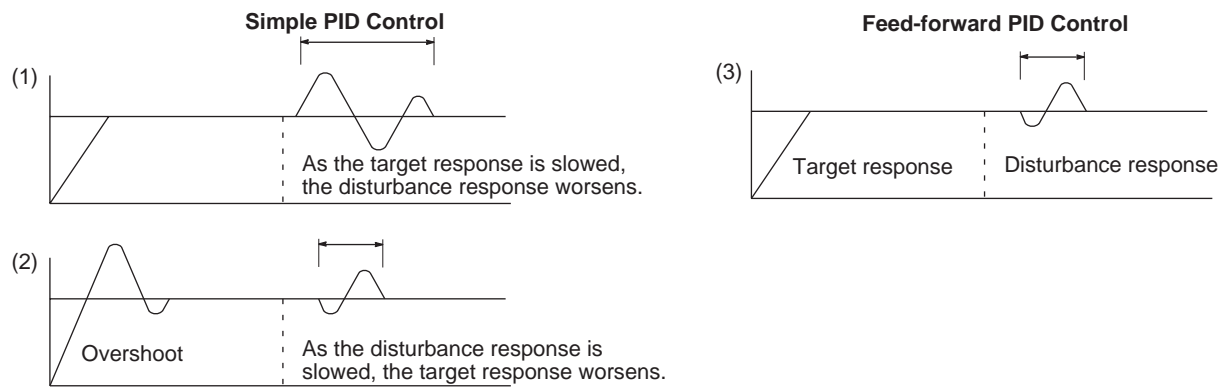 Simple PID Control
Feed-forward PID Control
(1)
As the target response is slowed,
the disturbance response worsens.
(3)
Target response
Disturbance response
(2)
Overshoot
As the disturbance response is
slowed, the target response worsens.